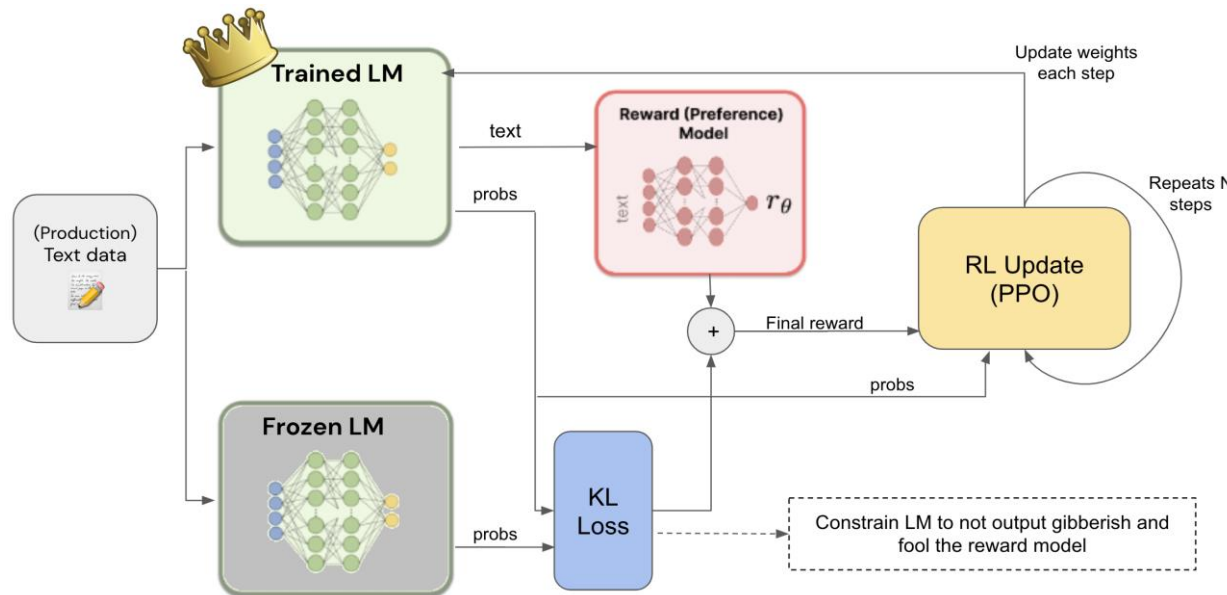 Trained LM
Update weights
each step
Reward (Preference)
Model
text
probs
text
r_θ
Repeats N
steps
(Production)
Text data
RL Update
(PPO)
+
Final reward
probs
Frozen LM
KL
Loss
probs
Constrain LM to not output gibberish and
fool the reward model